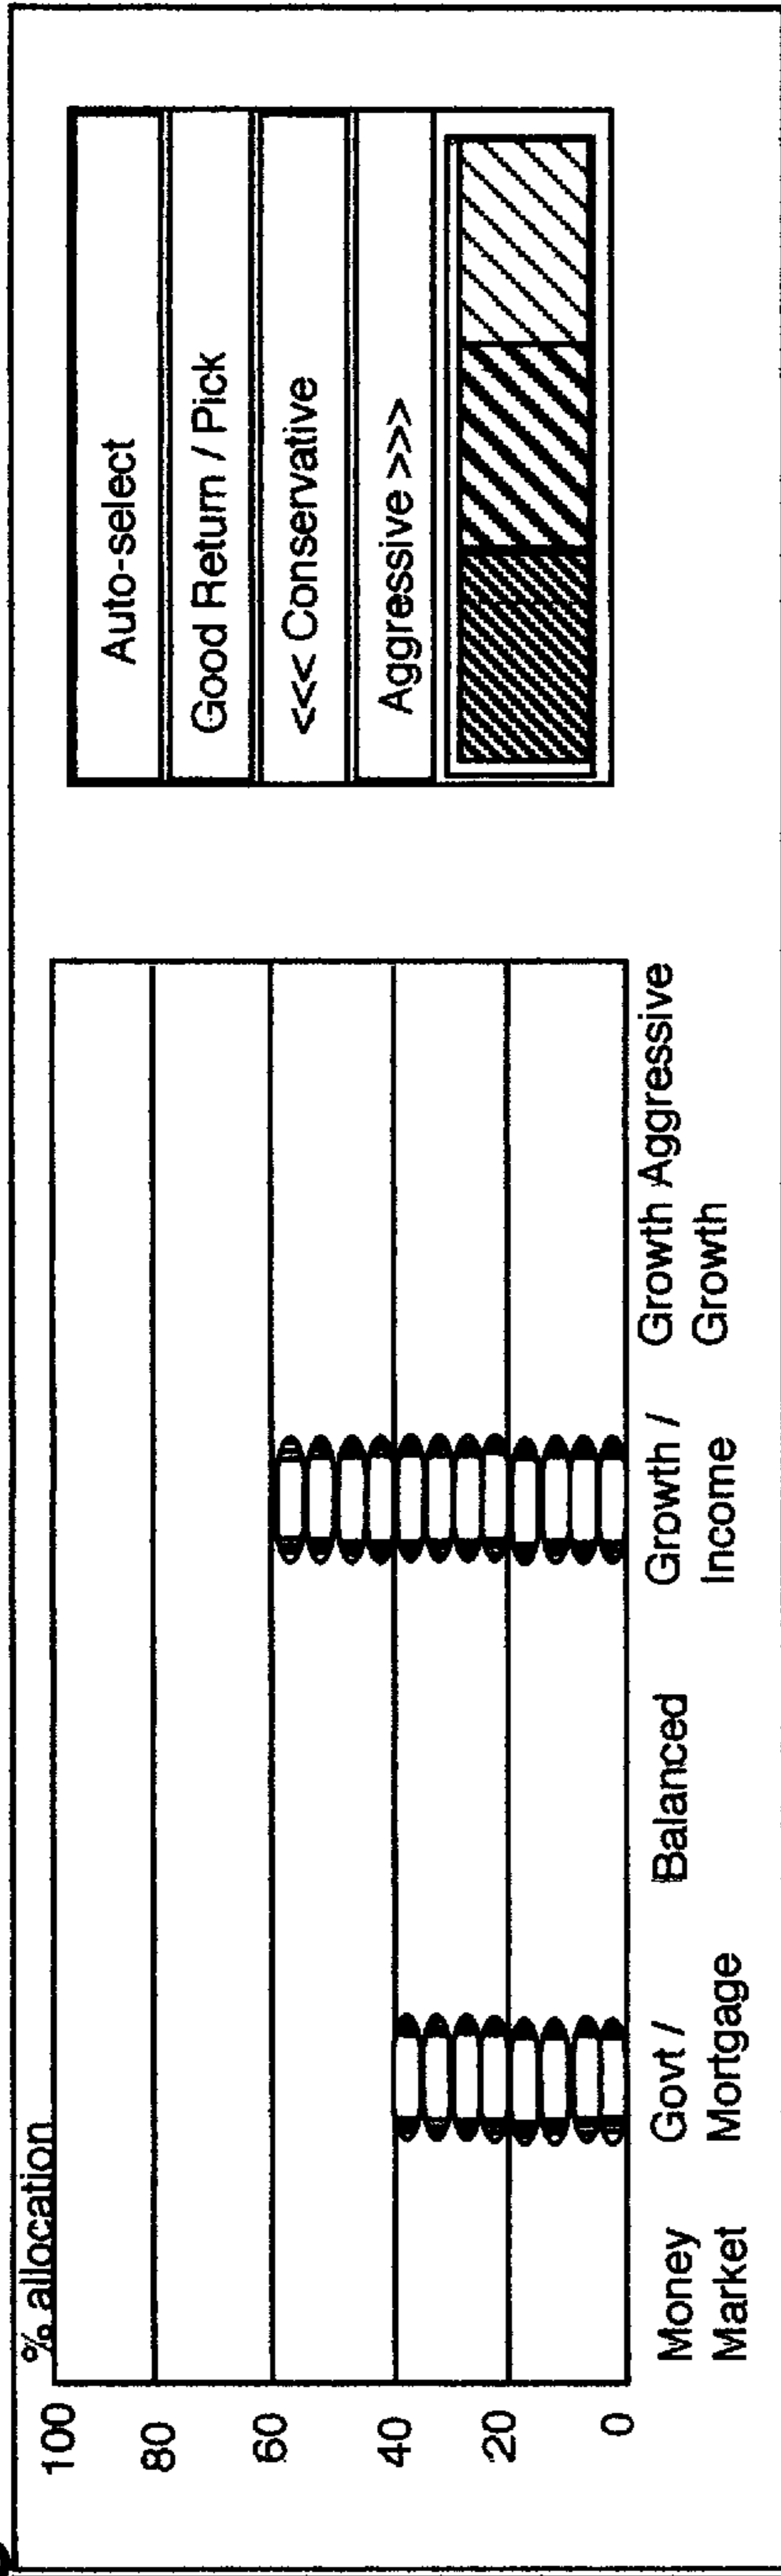 % allocation
100
80
60
40
20
0
Money
Market
Govt /
Mortgage
Balanced
Growth /
Income
Growth Aggressive
Growth
Auto-select
Good Return / Pick
<<< Conservative
Aggressive >>>